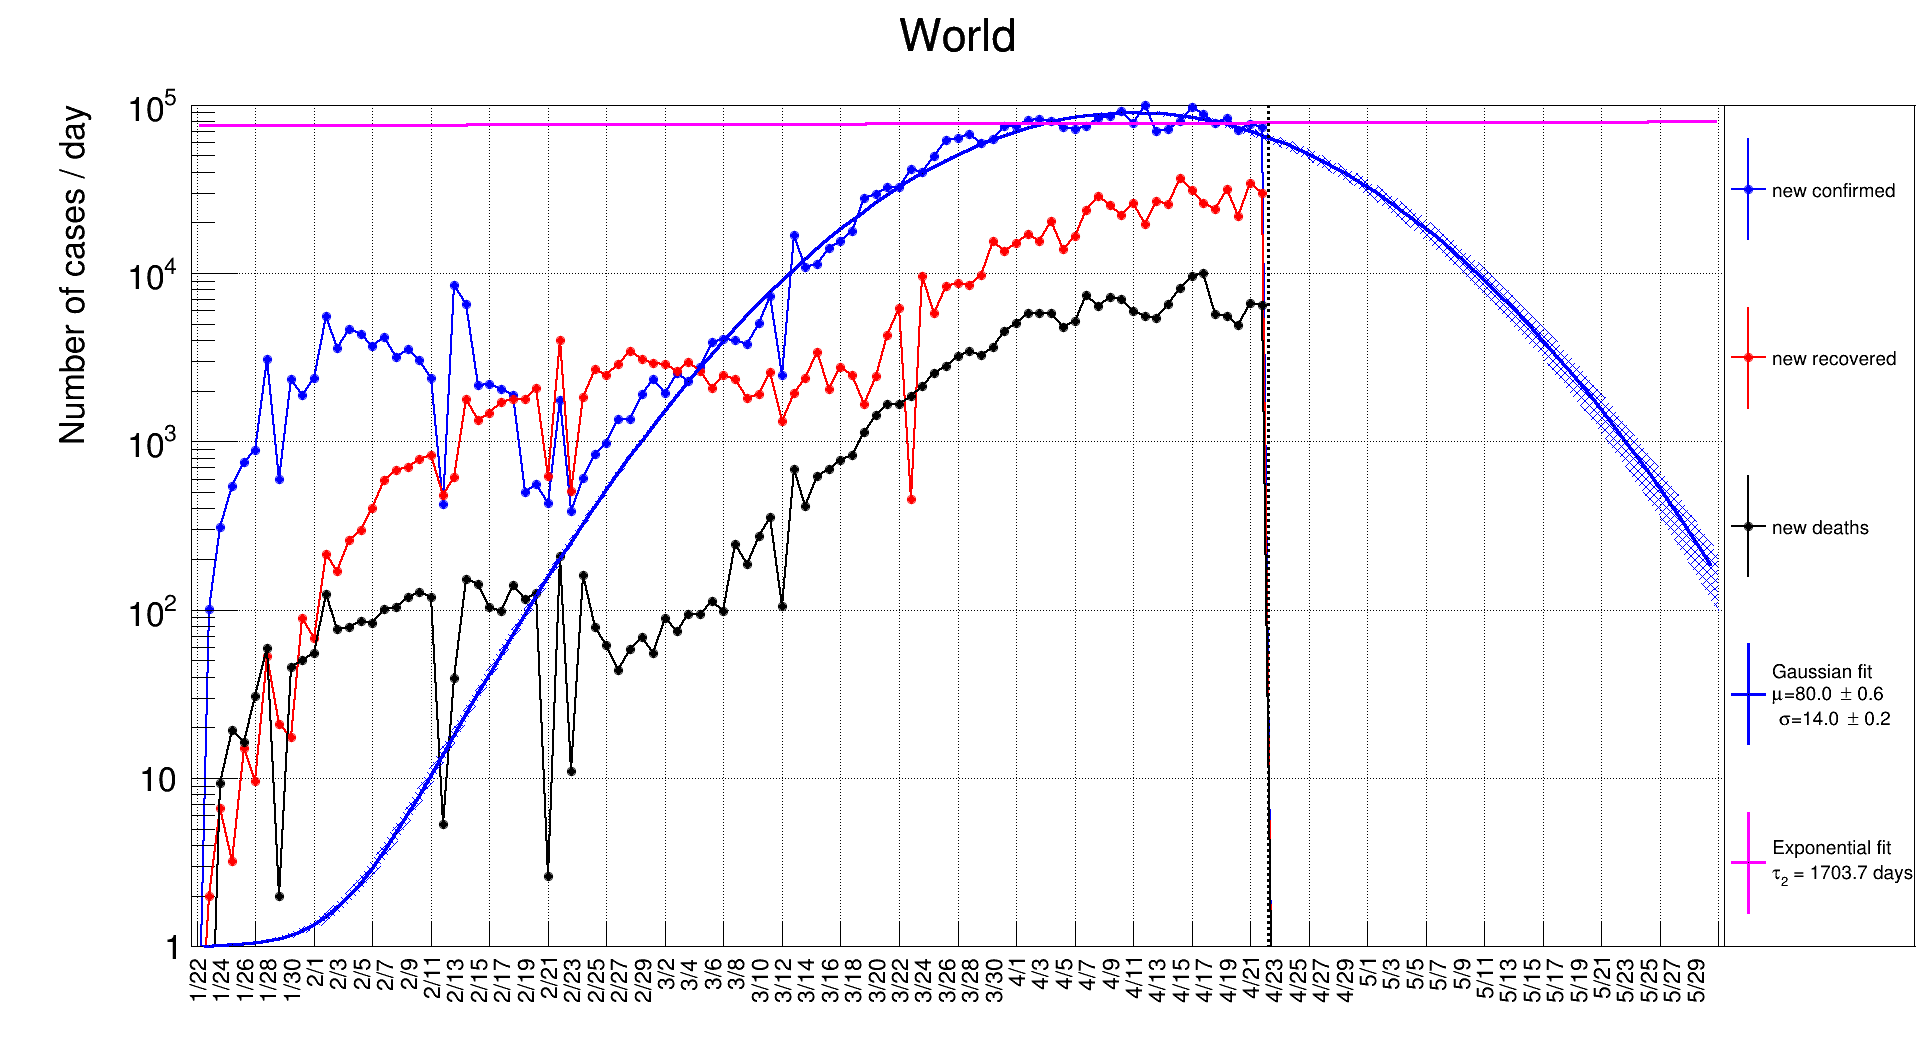 World
Number of cases / day
10⁵
10⁴
10³
10²
10
1
1/22 1/24 1/26 1/28 1/30 2/1 2/3 2/5 2/7 2/9 2/11 2/13 2/15 2/17 2/19 2/21 2/23 2/25 2/27 2/29 3/2 3/4 3/6 3/8 3/10 3/12 3/14 3/16 3/18 3/20 3/22 3/24 3/26 3/28 3/30 4/1 4/3 4/5 4/7 4/9 4/11 4/13 4/15 4/17 4/19 4/21 4/23 4/25 4/27 4/29 5/1 5/3 5/5 5/7 5/9 5/11 5/13 5/15 5/17 5/19 5/21 5/23 5/25 5/27 5/29
new confirmed
new recovered
new deaths
Gaussian fit
μ=80.0 ± 0.6
σ=14.0 ± 0.2
Exponential fit
τ₂ = 1703.7 days